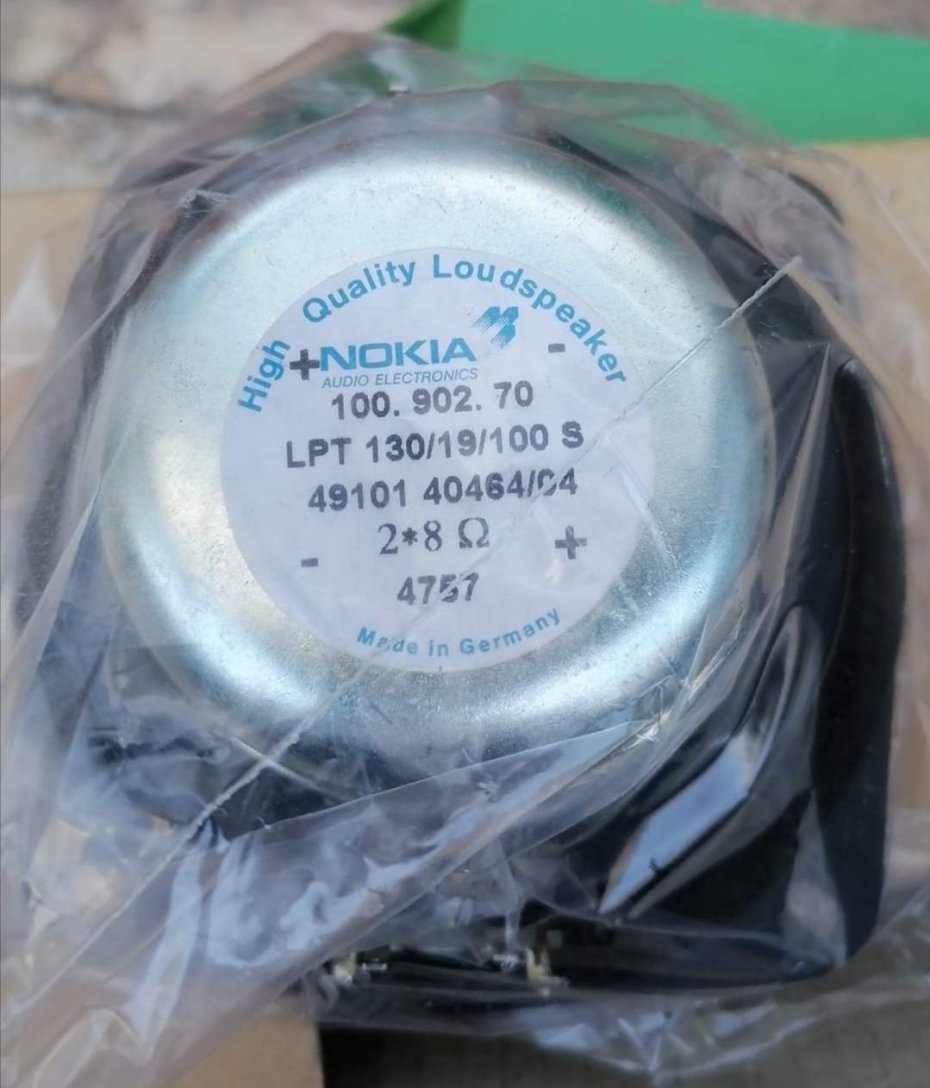 High Quality Loudspeaker
+ NOKIA -
AUDIO ELECTRONICS
100. 902. 70
LPT 130/19/100 S
49101 40464/04
2*8 Ω
- +
4757
Made in Germany